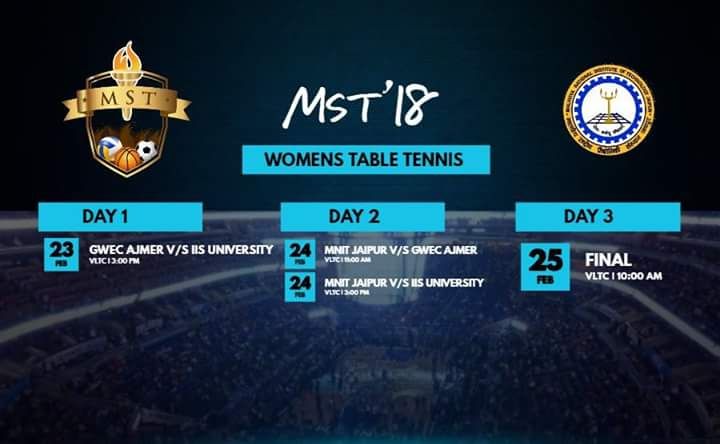 MST
MST'18
WOMENS TABLE TENNIS
DAY 1
23
FEB
GWEC AJMER V/S IIS UNIVERSITY
VLTC | 3:00 PM
DAY 2
24
FEB
MNIT JAIPUR V/S GWEC AJMER
VLTC | 11:00 AM
24
FEB
MNIT JAIPUR V/S IIS UNIVERSITY
VLTC | 3:00 PM
DAY 3
25
FEB
FINAL
VLTC | 10:00 AM